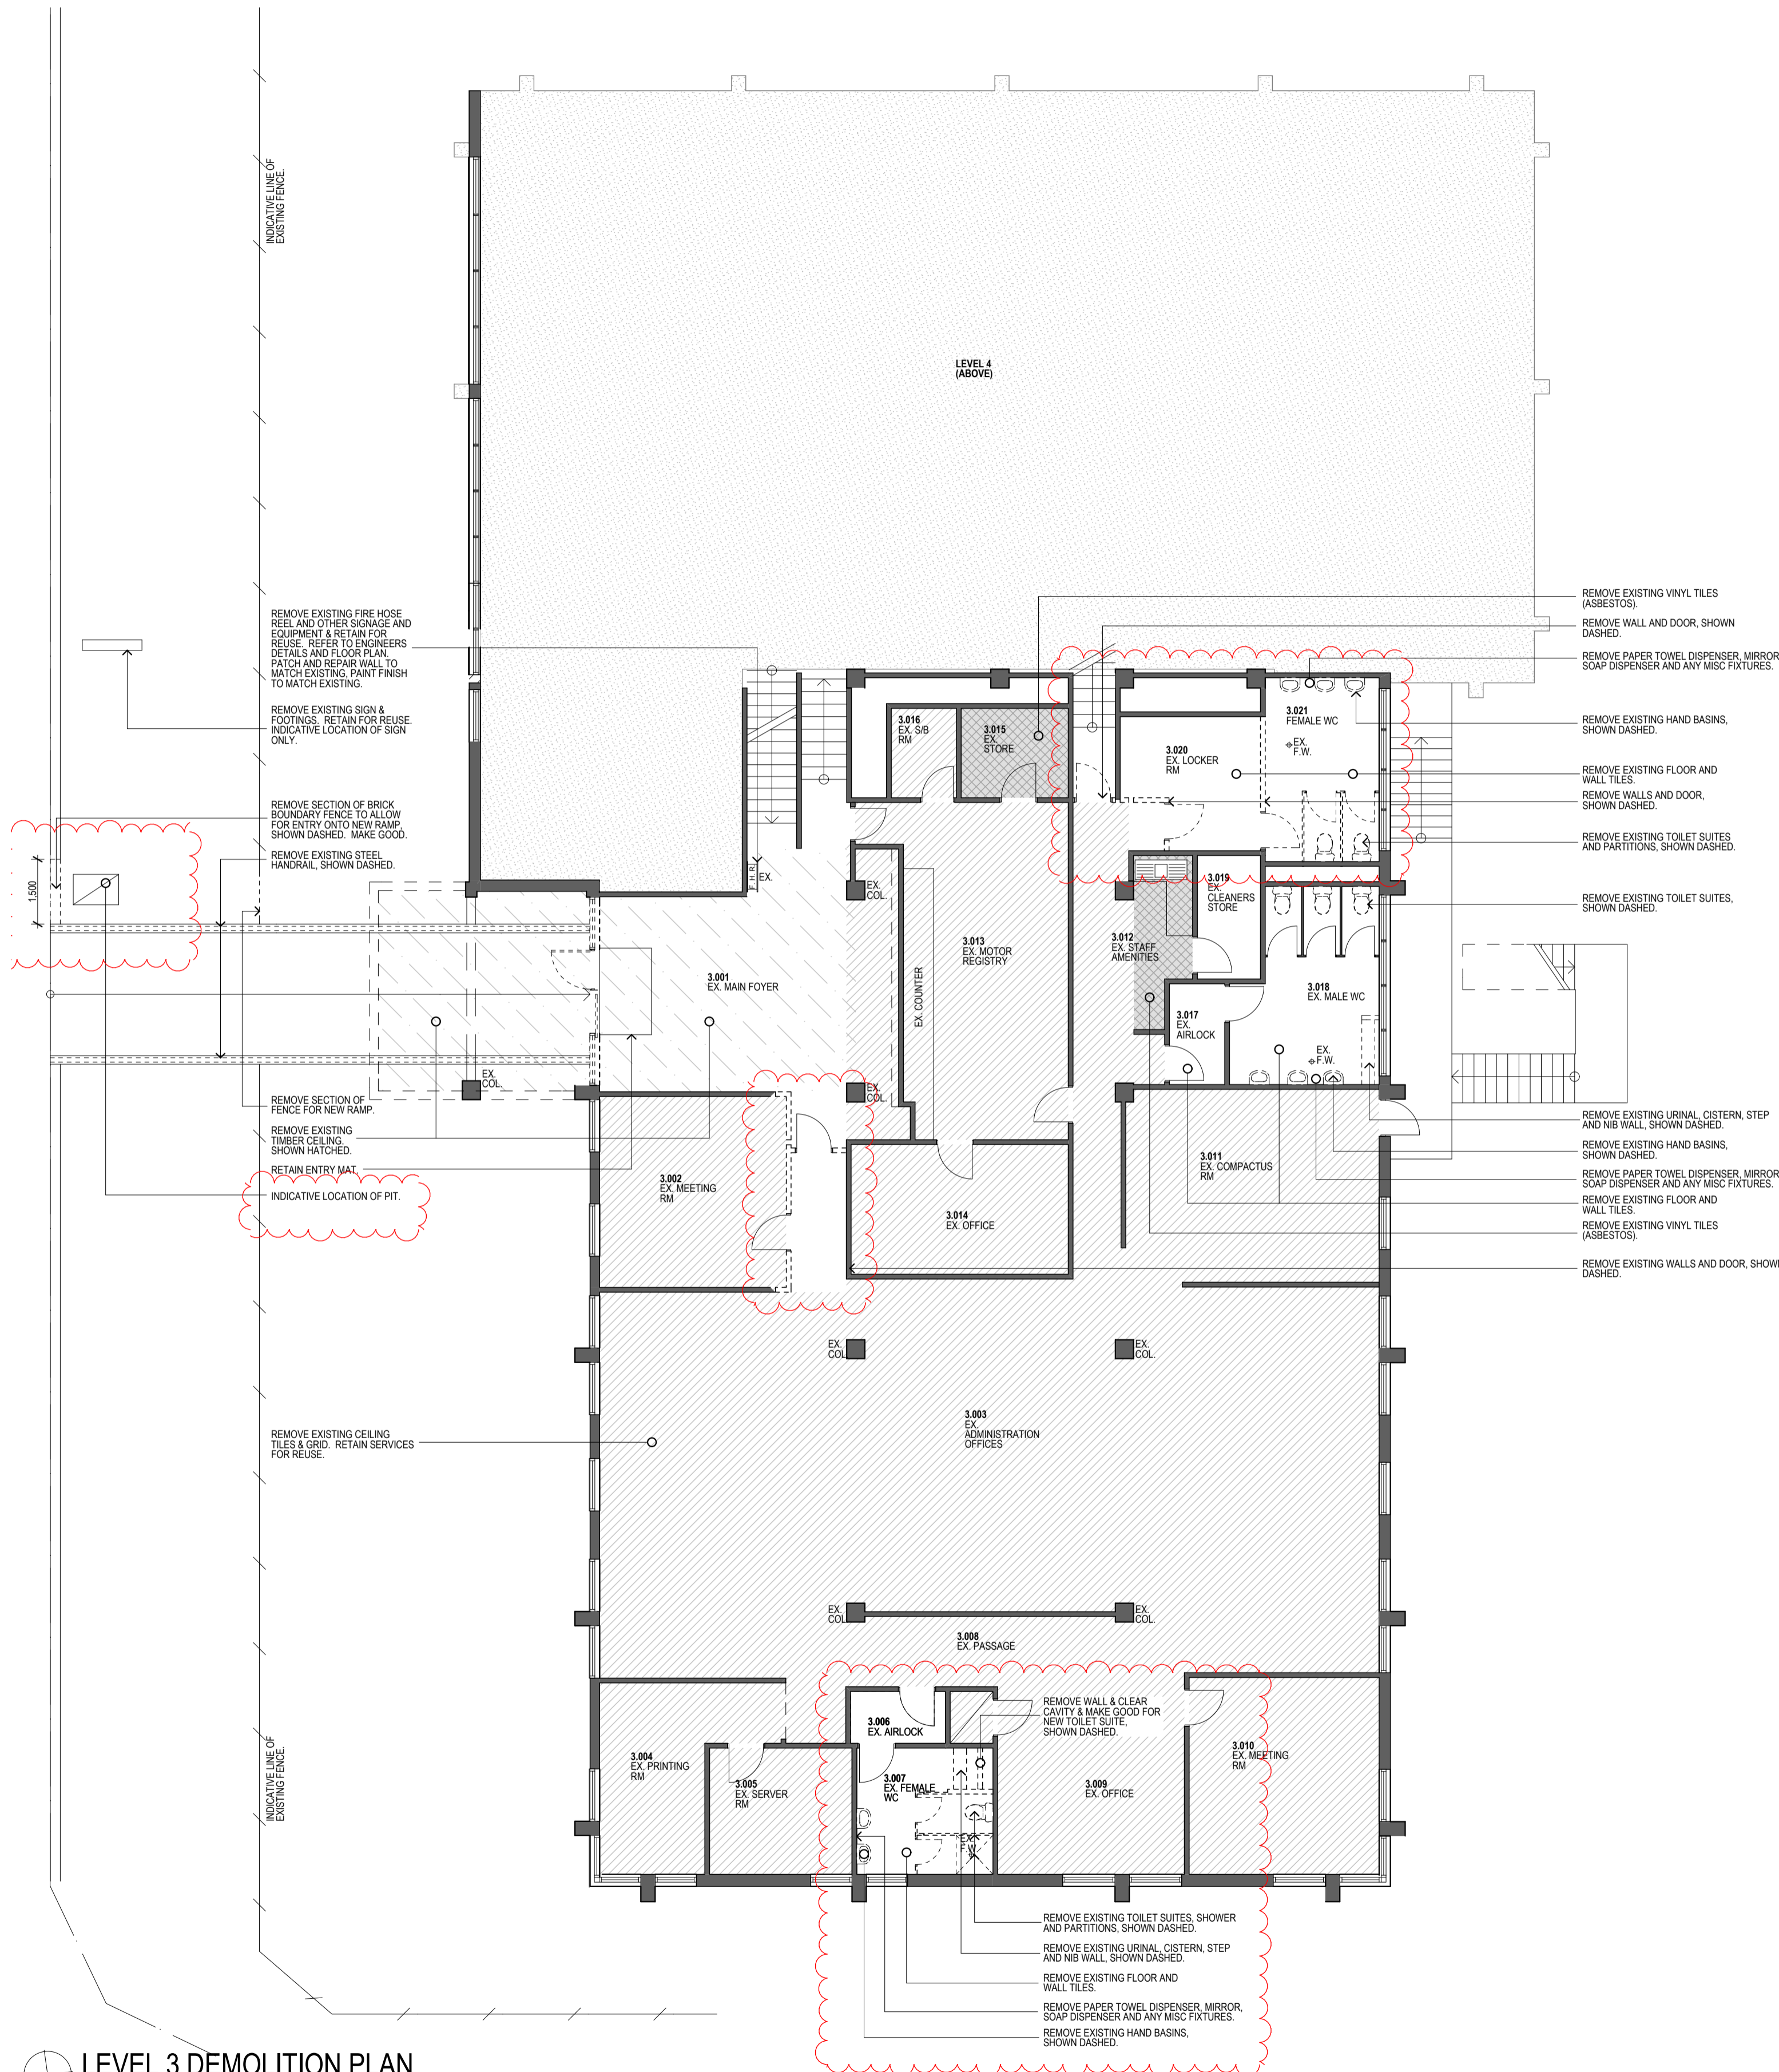 INDICATIVE LINE OF
EXISTING FENCE.
LEVEL 4
(ABOVE)
REMOVE EXISTING FIRE HOSE
REEL AND OTHER SIGNAGE AND
EQUIPMENT & RETAIN FOR
REUSE. REFER TO ENGINEERS
DETAILS AND FLOOR PLAN.
PATCH AND REPAIR WALL TO
MATCH EXISTING, PAINT FINISH
TO MATCH EXISTING.
REMOVE EXISTING SIGN &
FOOTINGS. RETAIN FOR REUSE.
INDICATIVE LOCATION OF SIGN
ONLY.
REMOVE SECTION OF BRICK
BOUNDARY FENCE TO ALLOW
FOR ENTRY ONTO NEW RAMP,
SHOWN DASHED. MAKE GOOD.
REMOVE EXISTING STEEL
HANDRAIL, SHOWN DASHED.
1,500
REMOVE SECTION OF
FENCE FOR NEW RAMP.
REMOVE EXISTING
TIMBER CEILING.
SHOWN HATCHED.
RETAIN ENTRY MAT.
INDICATIVE LOCATION OF PIT.
REMOVE EXISTING CEILING
TILES & GRID. RETAIN SERVICES
FOR REUSE.
INDICATIVE LINE OF
EXISTING FENCE.
3.016
EX. S/B
RM
3.015
EX.
STORE
3.020
EX. LOCKER
RM
3.021
FEMALE WC
EX.
F.W.
F.H.R.
EX.
EX.
COL.
3.019
EX.
CLEANERS
STORE
3.012
EX. STAFF
AMENITIES
3.013
EX. MOTOR
REGISTRY
EX. COUNTER
3.001
EX. MAIN FOYER
3.018
EX. MALE WC
EX.
F.W.
3.017
EX.
AIRLOCK
EX.
COL.
EX.
COL.
3.002
EX. MEETING
RM
3.011
EX. COMPACTUS
RM
3.014
EX. OFFICE
EX.
COL.
EX.
COL.
3.003
EX.
ADMINISTRATION
OFFICES
EX.
COL.
EX.
COL.
3.008
EX. PASSAGE
3.006
EX. AIRLOCK
REMOVE WALL & CLEAR
CAVITY & MAKE GOOD FOR
NEW TOILET SUITE,
SHOWN DASHED.
3.004
EX. PRINTING
RM
3.005
EX. SERVER
RM
3.007
EX. FEMALE
WC
3.009
EX. OFFICE
3.010
EX. MEETING
RM
EX.
F.W.
REMOVE EXISTING VINYL TILES
(ASBESTOS).
REMOVE WALL AND DOOR, SHOWN
DASHED.
REMOVE PAPER TOWEL DISPENSER, MIRROR
SOAP DISPENSER AND ANY MISC FIXTURES.
REMOVE EXISTING HAND BASINS,
SHOWN DASHED.
REMOVE EXISTING FLOOR AND
WALL TILES.
REMOVE WALLS AND DOOR,
SHOWN DASHED.
REMOVE EXISTING TOILET SUITES
AND PARTITIONS, SHOWN DASHED.
REMOVE EXISTING TOILET SUITES,
SHOWN DASHED.
REMOVE EXISTING URINAL, CISTERN, STEP
AND NIB WALL, SHOWN DASHED.
REMOVE EXISTING HAND BASINS,
SHOWN DASHED.
REMOVE PAPER TOWEL DISPENSER, MIRROR
SOAP DISPENSER AND ANY MISC FIXTURES.
REMOVE EXISTING FLOOR AND
WALL TILES.
REMOVE EXISTING VINYL TILES
(ASBESTOS).
REMOVE EXISTING WALLS AND DOOR, SHOW
DASHED.
REMOVE EXISTING TOILET SUITES, SHOWER
AND PARTITIONS, SHOWN DASHED.
REMOVE EXISTING URINAL, CISTERN, STEP
AND NIB WALL, SHOWN DASHED.
REMOVE EXISTING FLOOR AND
WALL TILES.
REMOVE PAPER TOWEL DISPENSER, MIRROR,
SOAP DISPENSER AND ANY MISC FIXTURES.
REMOVE EXISTING HAND BASINS,
SHOWN DASHED.
LEVEL 3 DEMOLITION PLAN